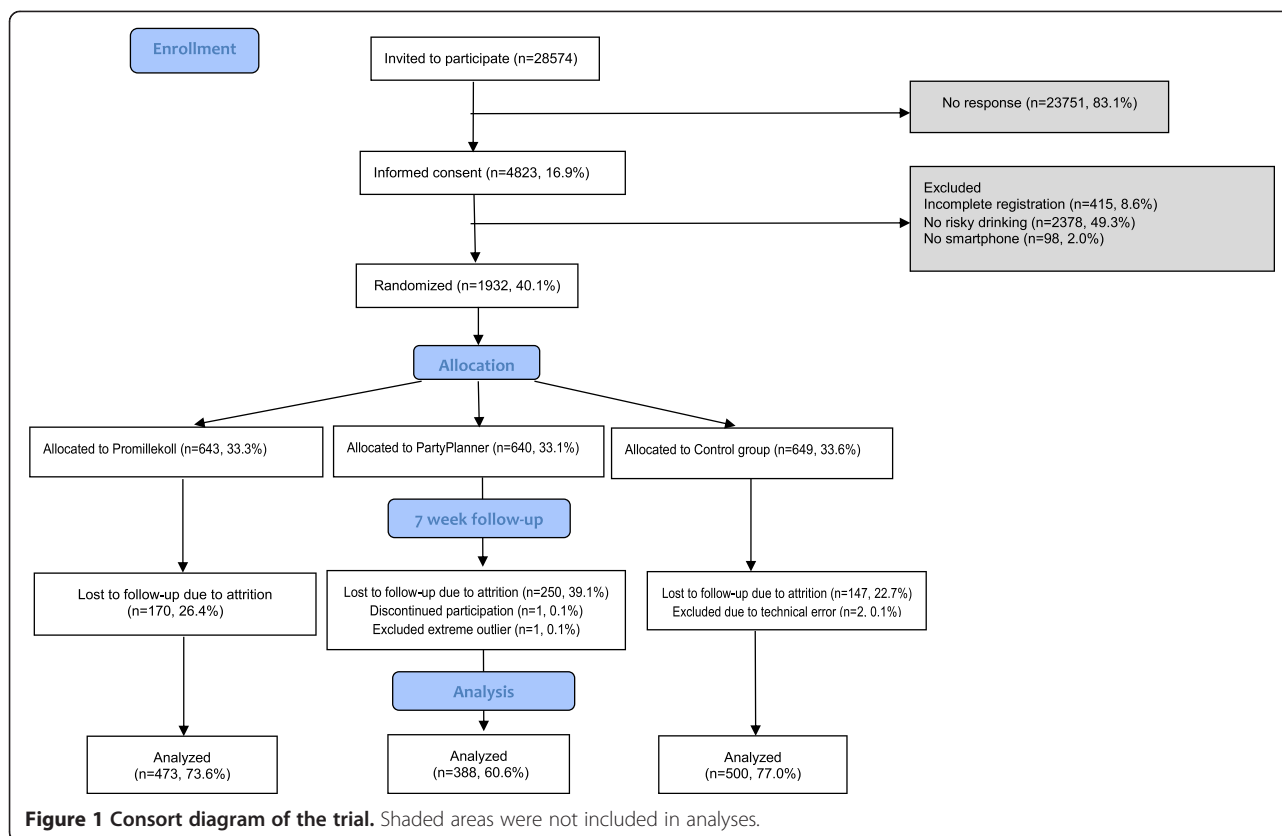 Enrollment
Invited to participate (n=28574)
No response (n=23751, 83.1%)
Informed consent (n=4823, 16.9%)
Excluded
Incomplete registration (n=415, 8.6%)
No risky drinking (n=2378, 49.3%)
No smartphone (n=98, 2.0%)
Randomized (n=1932, 40.1%)
Allocation
Allocated to Promillekoll (n=643, 33.3%)
Allocated to PartyPlanner (n=640, 33.1%)
Allocated to Control group (n=649, 33.6%)
7 week follow-up
Lost to follow-up due to attrition
(n=170, 26.4%)
Lost to follow-up due to attrition (n=250, 39.1%)
Discontinued participation (n=1, 0.1%)
Excluded extreme outlier (n=1, 0.1%)
Lost to follow-up due to attrition (n=147, 22.7%)
Excluded due to technical error (n=2, 0.1%)
Analysis
Analyzed
(n=473, 73.6%)
Analyzed
(n=388, 60.6%)
Analyzed
(n=500, 77.0%)
Figure 1 Consort diagram of the trial. Shaded areas were not included in analyses.